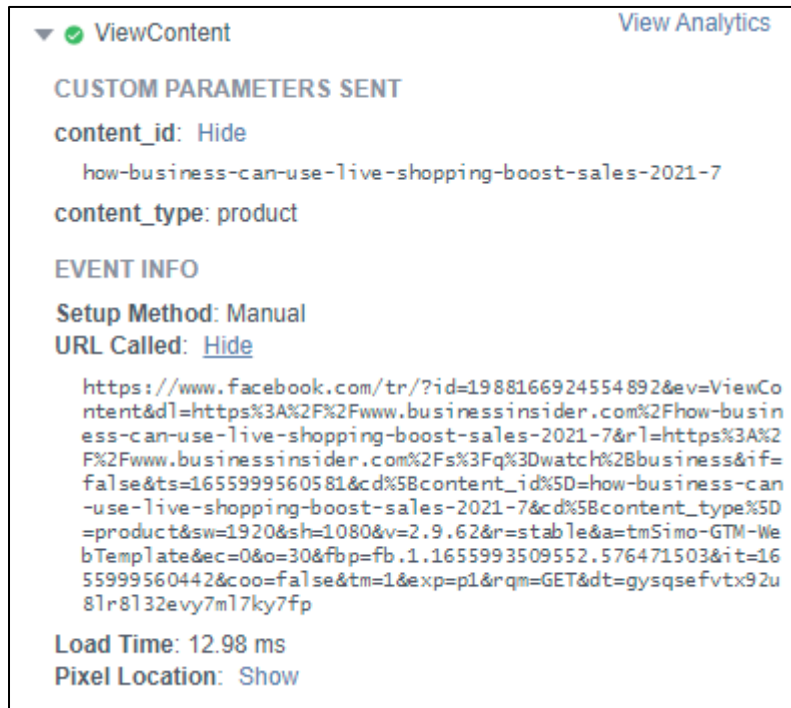 ViewContent
View Analytics
CUSTOM PARAMETERS SENT
content_id: Hide
how-business-can-use-live-shopping-boost-sales-2021-7
content_type: product
EVENT INFO
Setup Method: Manual
URL Called: Hide
https://www.facebook.com/tr/?id=1988166924554892&ev=ViewCo
ntent&dl=https%3A%2F%2Fwww.businessinsider.com%2Fhow-busin
ess-can-use-live-shopping-boost-sales-2021-7&rl=https%3A%2
F%2Fwww.businessinsider.com%2Fs%3Fq%3Dwatch%2Bbusiness&if=
false&ts=1655999560581&cd%5Bcontent_id%5D=how-business-can
-use-live-shopping-boost-sales-2021-7&cd%5Bcontent_type%5D
=product&sw=1920&sh=1080&v=2.9.62&r=stable&a=tmSimo-GTM-We
bTemplate&ec=0&o=30&fbp=fb.1.1655993509552.576471503&it=16
55999560442&coo=false&tm=1&exp=p1&rqm=GET&dt=gysqsefvtx92u
8lr8l32evy7ml7ky7fp
Load Time: 12.98 ms
Pixel Location: Show